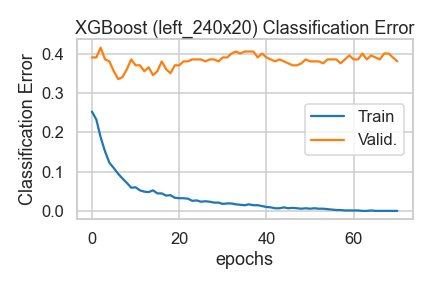 XGBoost (left_240x20) Classification Error
Classification Error
0.4
0.3
0.2
0.1
0.0
Train
Valid.
0 20 40 60
epochs